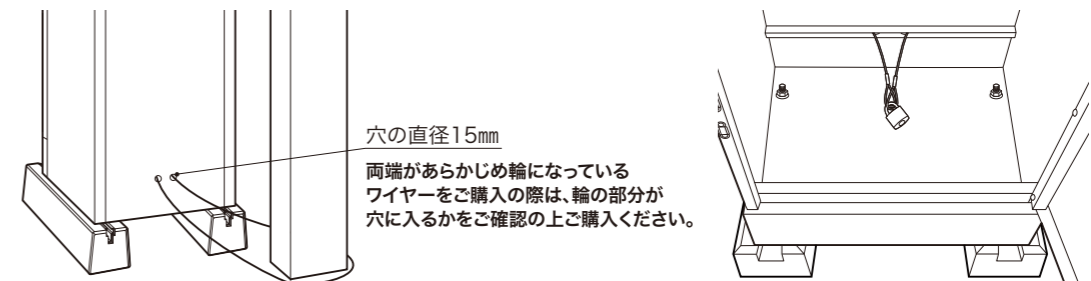 穴の直径15㎜
両端があらかじめ輪になっている
ワイヤーをご購入の際は、輪の部分が
穴に入るかをご確認の上ご購入ください。